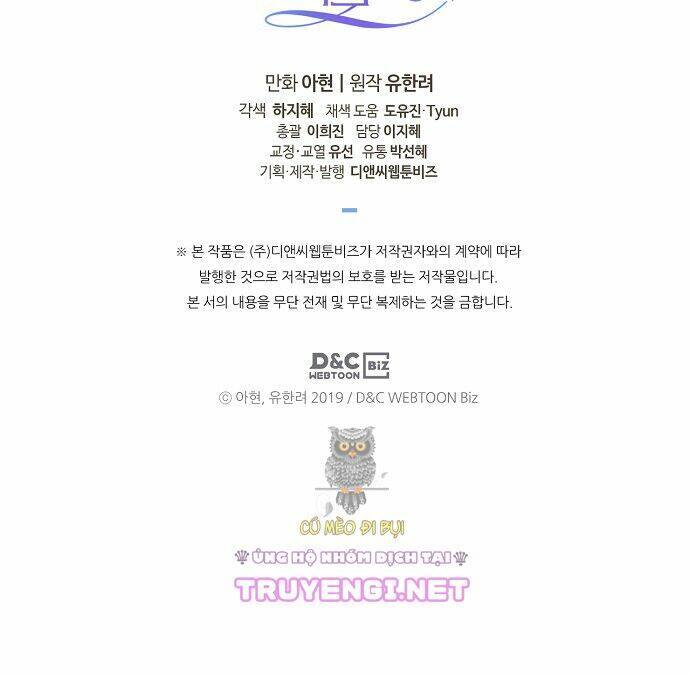 만화 아현 | 원작 유한려
각색 하지혜 채색 도움 도유진·Tyun
총괄 이희진 담당 이지혜
교정·교열 유선 유통 박선혜
기획·제작·발행 디앤씨웹툰비즈
※ 본 작품은 (주)디앤씨웹툰비즈가 저작권자와의 계약에 따라
발행한 것으로 저작권법의 보호를 받는 저작물입니다.
본 서의 내용을 무단 전재 및 무단 복제하는 것을 금합니다.
D&C
WEBTOON BiZ
ⓒ 아현, 유한려 2019 / D&C WEBTOON Biz
CÚ MÈO ĐI BỤI
ỦNG HỘ NHÓM DỊCH TẠI
TRUYENGI.NET